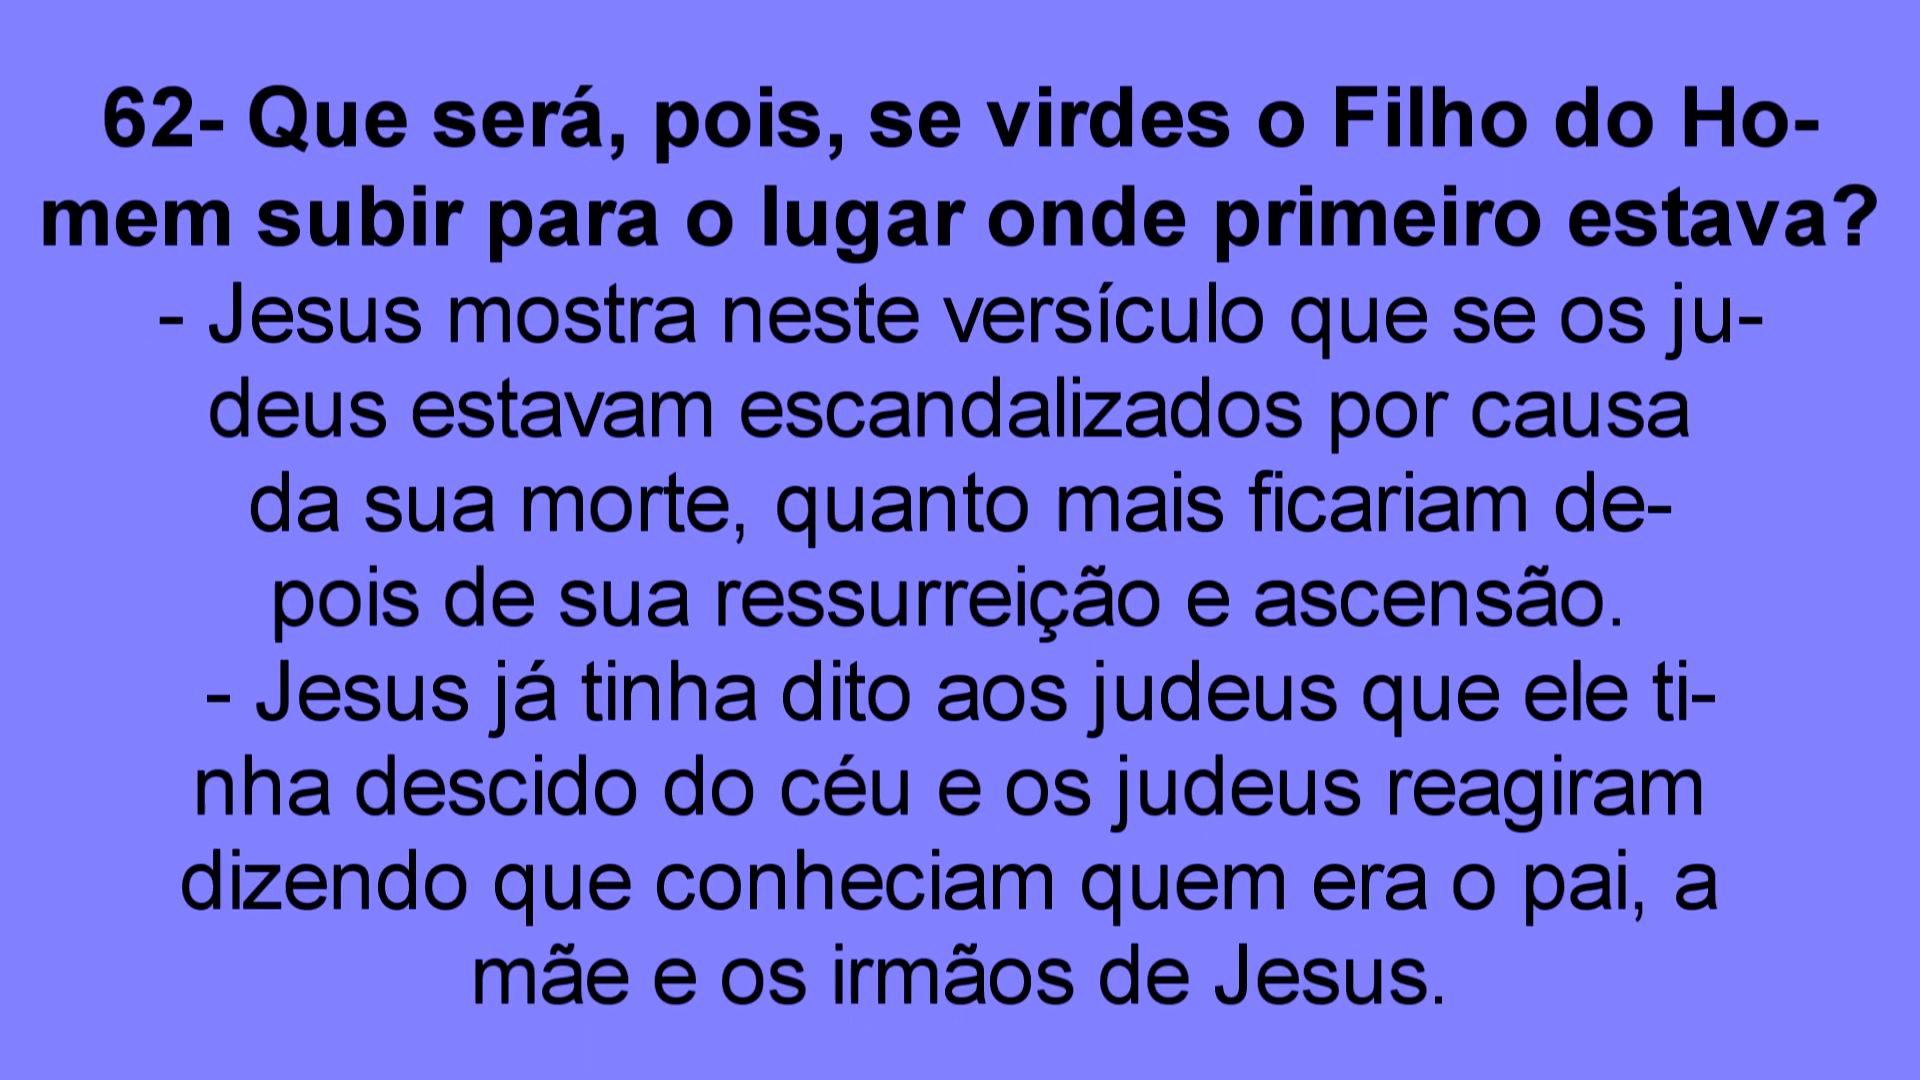 62- Que será, pois, se virdes o Filho do Ho-
mem subir para o lugar onde primeiro estava?
- Jesus mostra neste versículo que se os ju-
deus estavam escandalizados por causa
da sua morte, quanto mais ficariam de-
pois de sua ressurreição e ascensão.
- Jesus já tinha dito aos judeus que ele ti-
nha descido do céu e os judeus reagiram
dizendo que conheciam quem era o pai, a
mãe e os irmãos de Jesus.